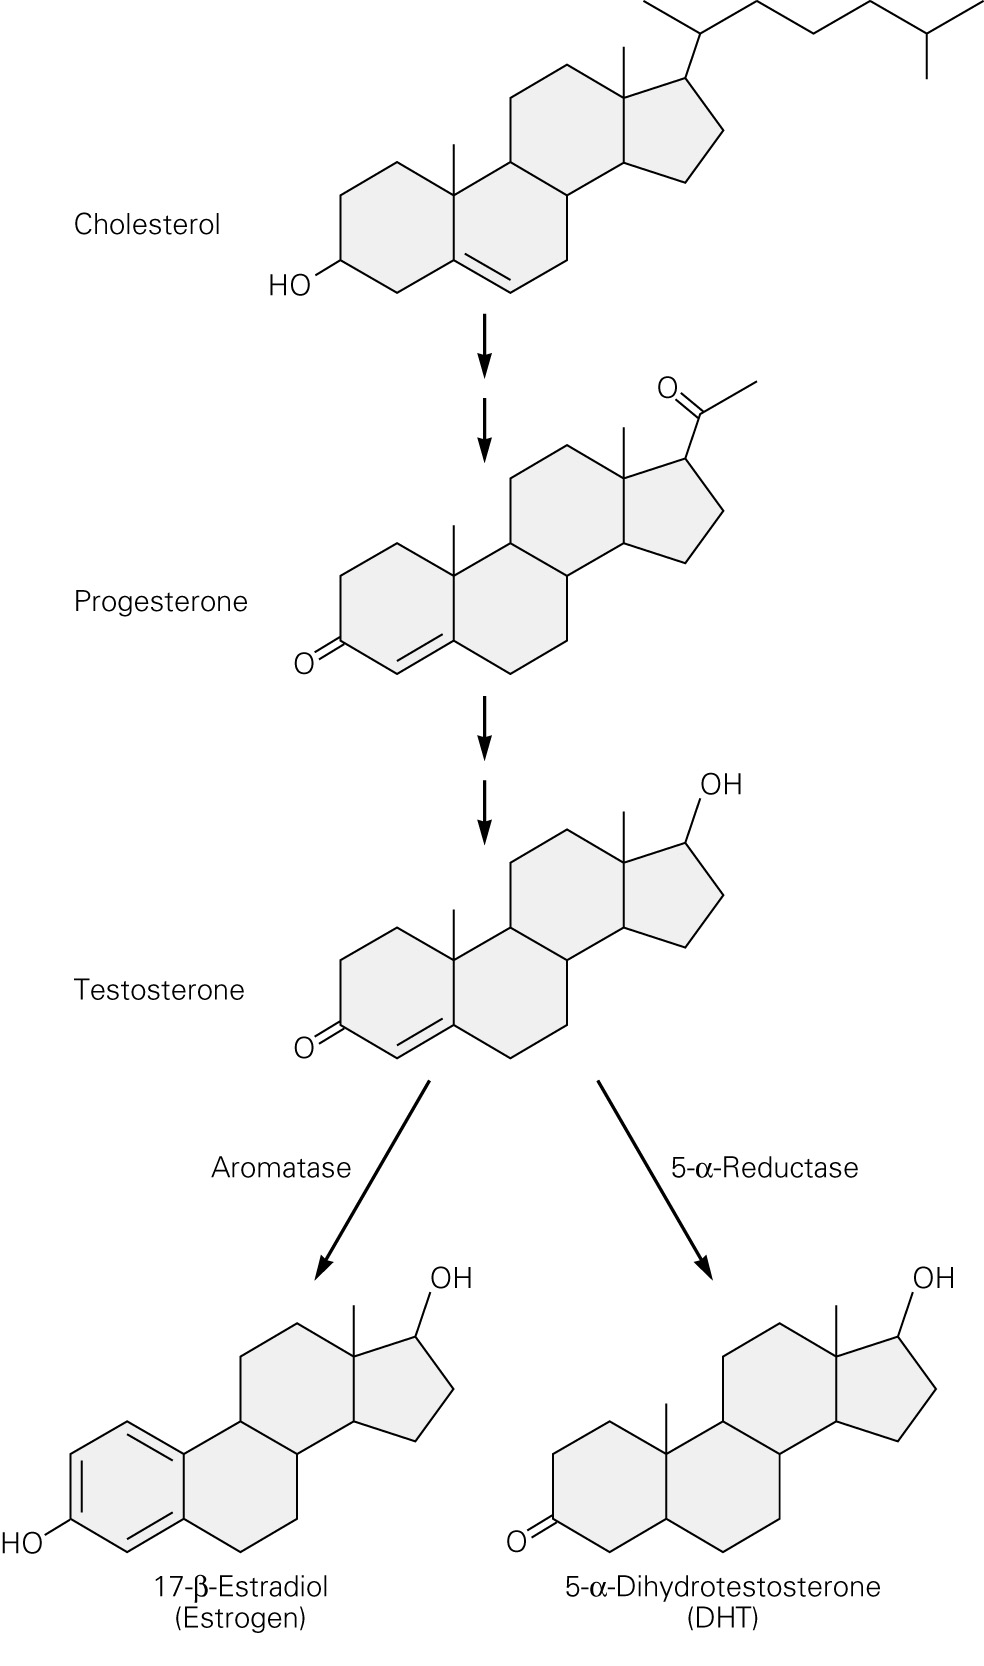 Cholesterol
HO
O
Progesterone
O
OH
Testosterone
O
Aromatase
5-α-Reductase
OH
OH
HO
O
17-β-Estradiol
(Estrogen)
5-α-Dihydrotestosterone
(DHT)